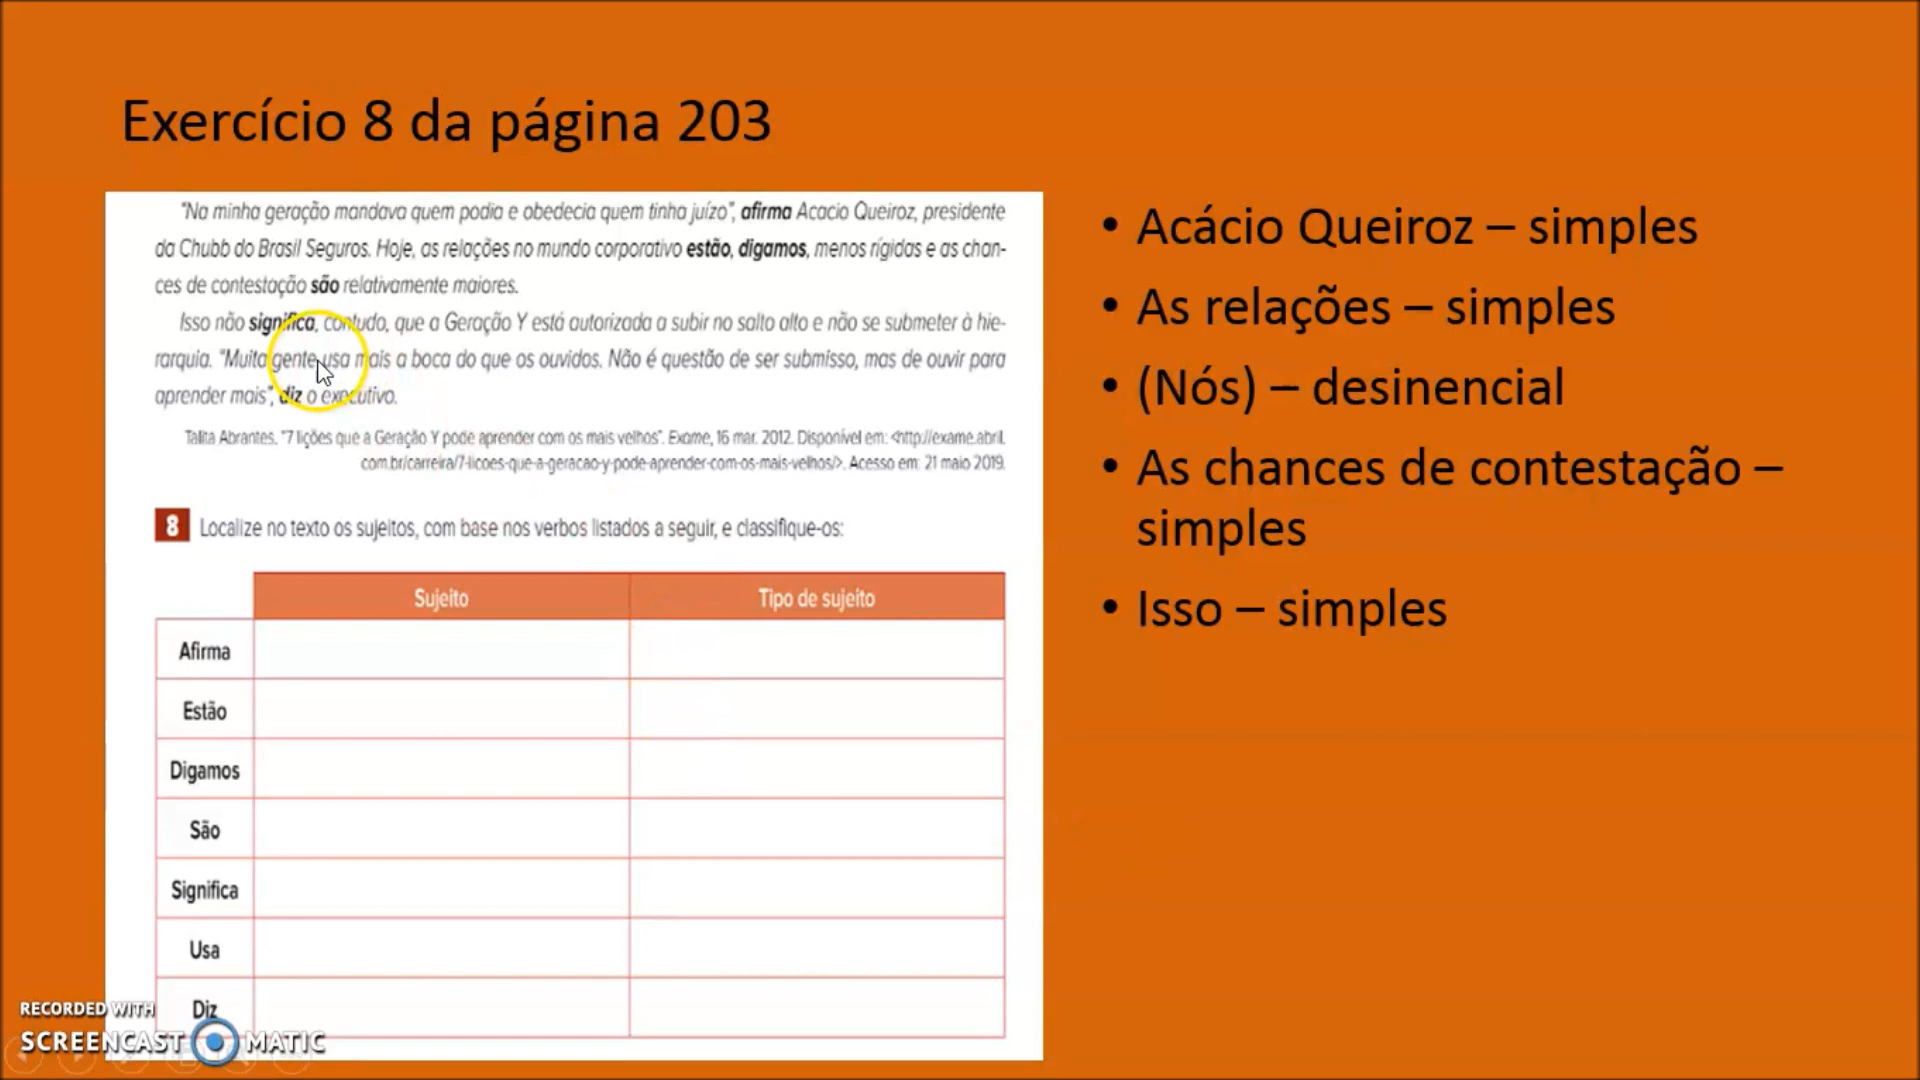 Exercício 8 da página 203
"Na minha geração mandava quem podia e obedecia quem tinha juízo", afirma Acacio Queiroz, presidente
da Chubb do Brasil Seguros. Hoje, as relações no mundo corporativo estão, digamos, menos rígidas e as chan-
ces de contestação são relativamente maiores.
Isso não significa, contudo, que a Geração Y está autorizada a subir no salto alto e não se submeter à hie-
rarquia. "Muita gente usa mais a boca do que os ouvidos. Não é questão de ser submisso, mas de ouvir para
aprender mais", diz o executivo.
Talita Abrantes. "7 lições que a Geração Y pode aprender com os mais velhos". Exame, 16 mar. 2012. Disponível em: <http://exame.abril.
com.br/carreira/7-licoes-que-a-geracao-y-pode-aprender-com-os-mais-velhos/>. Acesso em: 21 maio 2019.
8 Localize no texto os sujeitos, com base nos verbos listados a seguir, e classifique-os:
Sujeito Tipo de sujeito
Afirma
Estão
Digamos
São
Significa
Usa
Diz
• Acácio Queiroz – simples
• As relações – simples
• (Nós) – desinencial
• As chances de contestação –
simples
• Isso – simples
RECORDED WITH
SCREENCAST MATIC